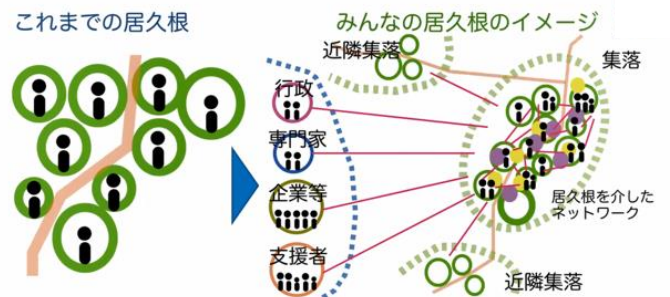 これまでの居久根
みんなの居久根のイメージ
近隣集落
集落
行政
専門家
企業等
支援者
居久根を介した
ネットワーク
近隣集落